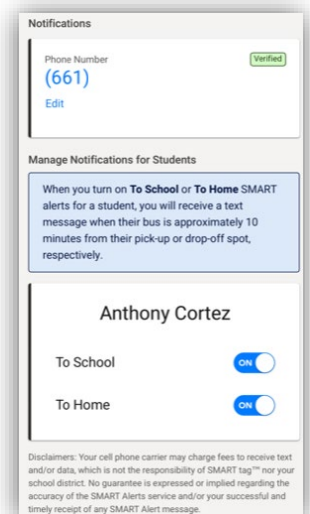 Notifications
Phone Number
Verified
(661)
Edit
Manage Notifications for Students
When you turn on To School or To Home SMART
alerts for a student, you will receive a text
message when their bus is approximately 10
minutes from their pick-up or drop-off spot,
respectively.
Anthony Cortez
To School
ON
To Home
ON
Disclaimers: Your cell phone carrier may charge fees to receive text
and/or data, which is not the responsibility of SMART tag™ nor your
school district. No guarantee is expressed or implied regarding the
accuracy of the SMART Alerts service and/or your successful and
timely receipt of any SMART Alert message.